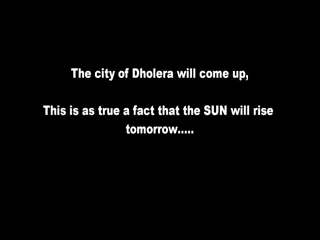 The city of Dholera will come up,
This is as true a fact that the SUN will rise
tomorrow.....